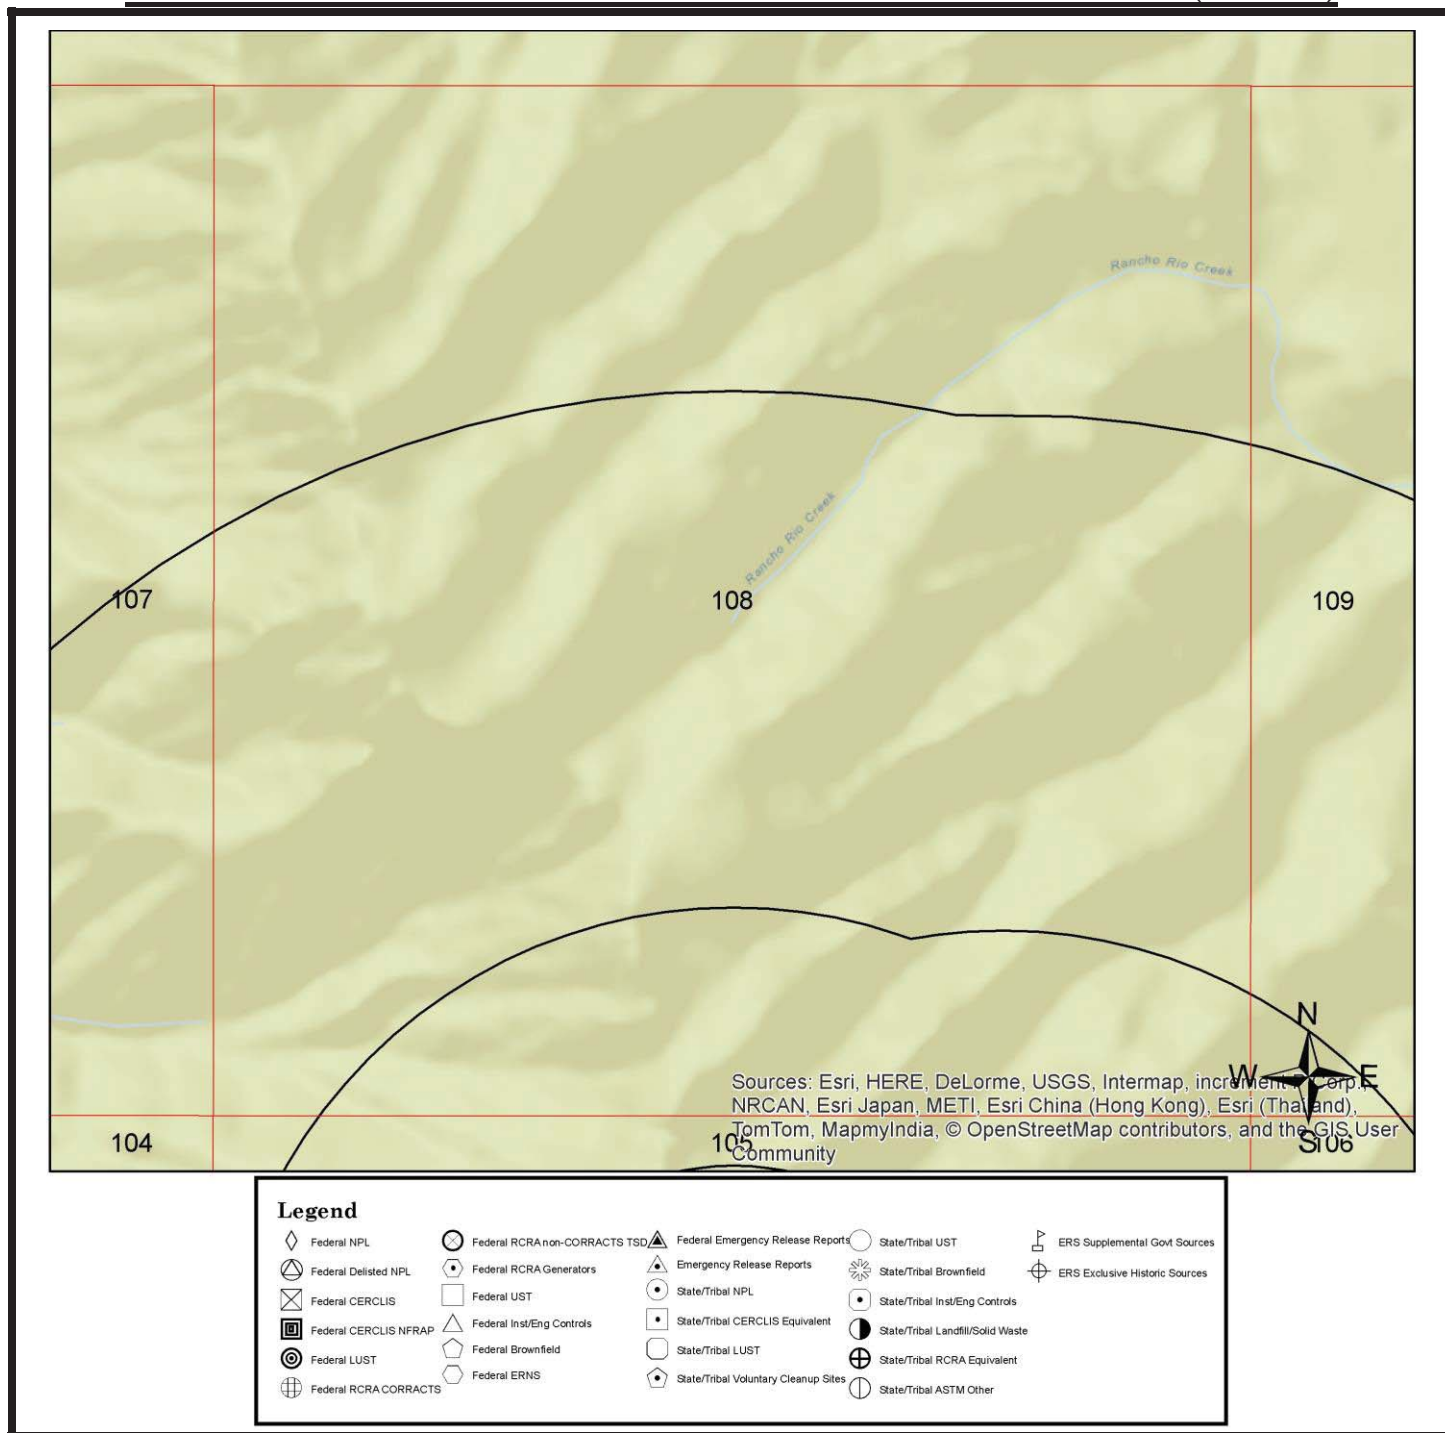 Rancho Rio Creek
Rancho Rio Creek
107
108
109
N
W E
S
Sources: Esri, HERE, DeLorme, USGS, Intermap, increment P Corp.,
NRCAN, Esri Japan, METI, Esri China (Hong Kong), Esri (Thailand),
TomTom, MapmyIndia, © OpenStreetMap contributors, and the GIS User
Community
104
105
106
Legend
Federal NPL
Federal Delisted NPL
Federal CERCLIS
Federal CERCLIS NFRAP
Federal LUST
Federal RCRA CORRACTS
Federal RCRA non-CORRACTS TSD
Federal RCRA Generators
Federal UST
Federal Inst/Eng Controls
Federal Brownfield
Federal ERNS
Federal Emergency Release Reports
Emergency Release Reports
State/Tribal NPL
State/Tribal CERCLIS Equivalent
State/Tribal LUST
State/Tribal Voluntary Cleanup Sites
State/Tribal UST
State/Tribal Brownfield
State/Tribal Inst/Eng Controls
State/Tribal Landfill/Solid Waste
State/Tribal RCRA Equivalent
State/Tribal ASTM Other
ERS Supplemental Govt Sources
ERS Exclusive Historic Sources